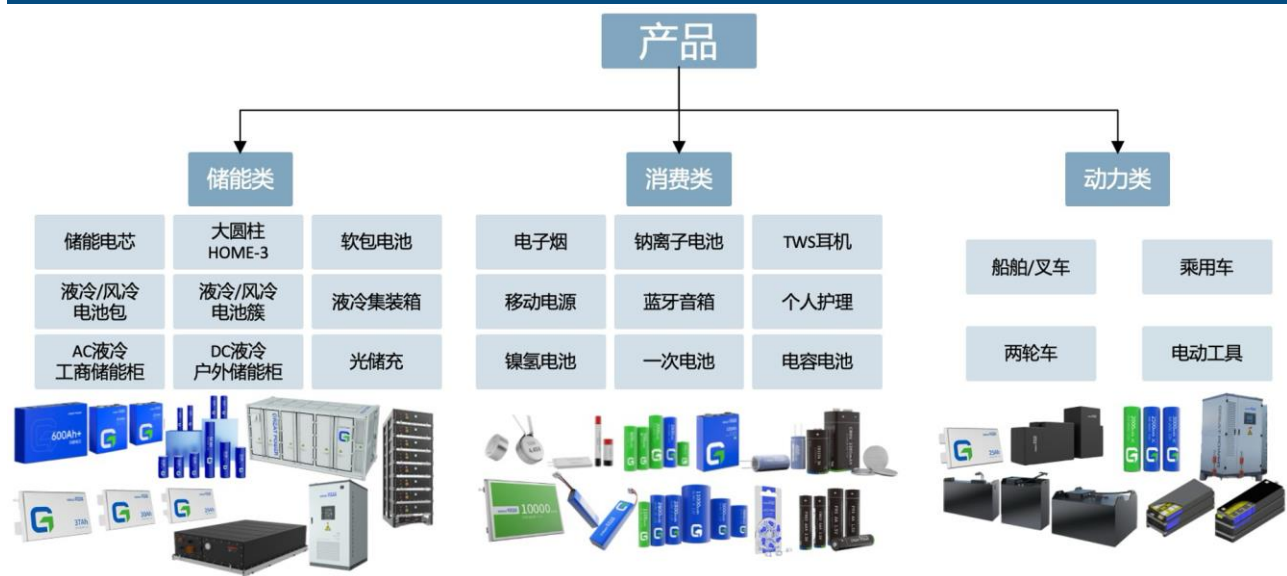 产品
储能类
消费类
动力类
储能电芯
大圆柱
HOME-3
软包电池
液冷/风冷
电池包
液冷/风冷
电池簇
液冷集装箱
AC液冷
工商储能柜
DC液冷
户外储能柜
光储充
电子烟
钠离子电池
TWS耳机
移动电源
蓝牙音箱
个人护理
镍氢电池
一次电池
电容电池
船舶/叉车
乘用车
两轮车
电动工具
600Ah+
37Ah
10000